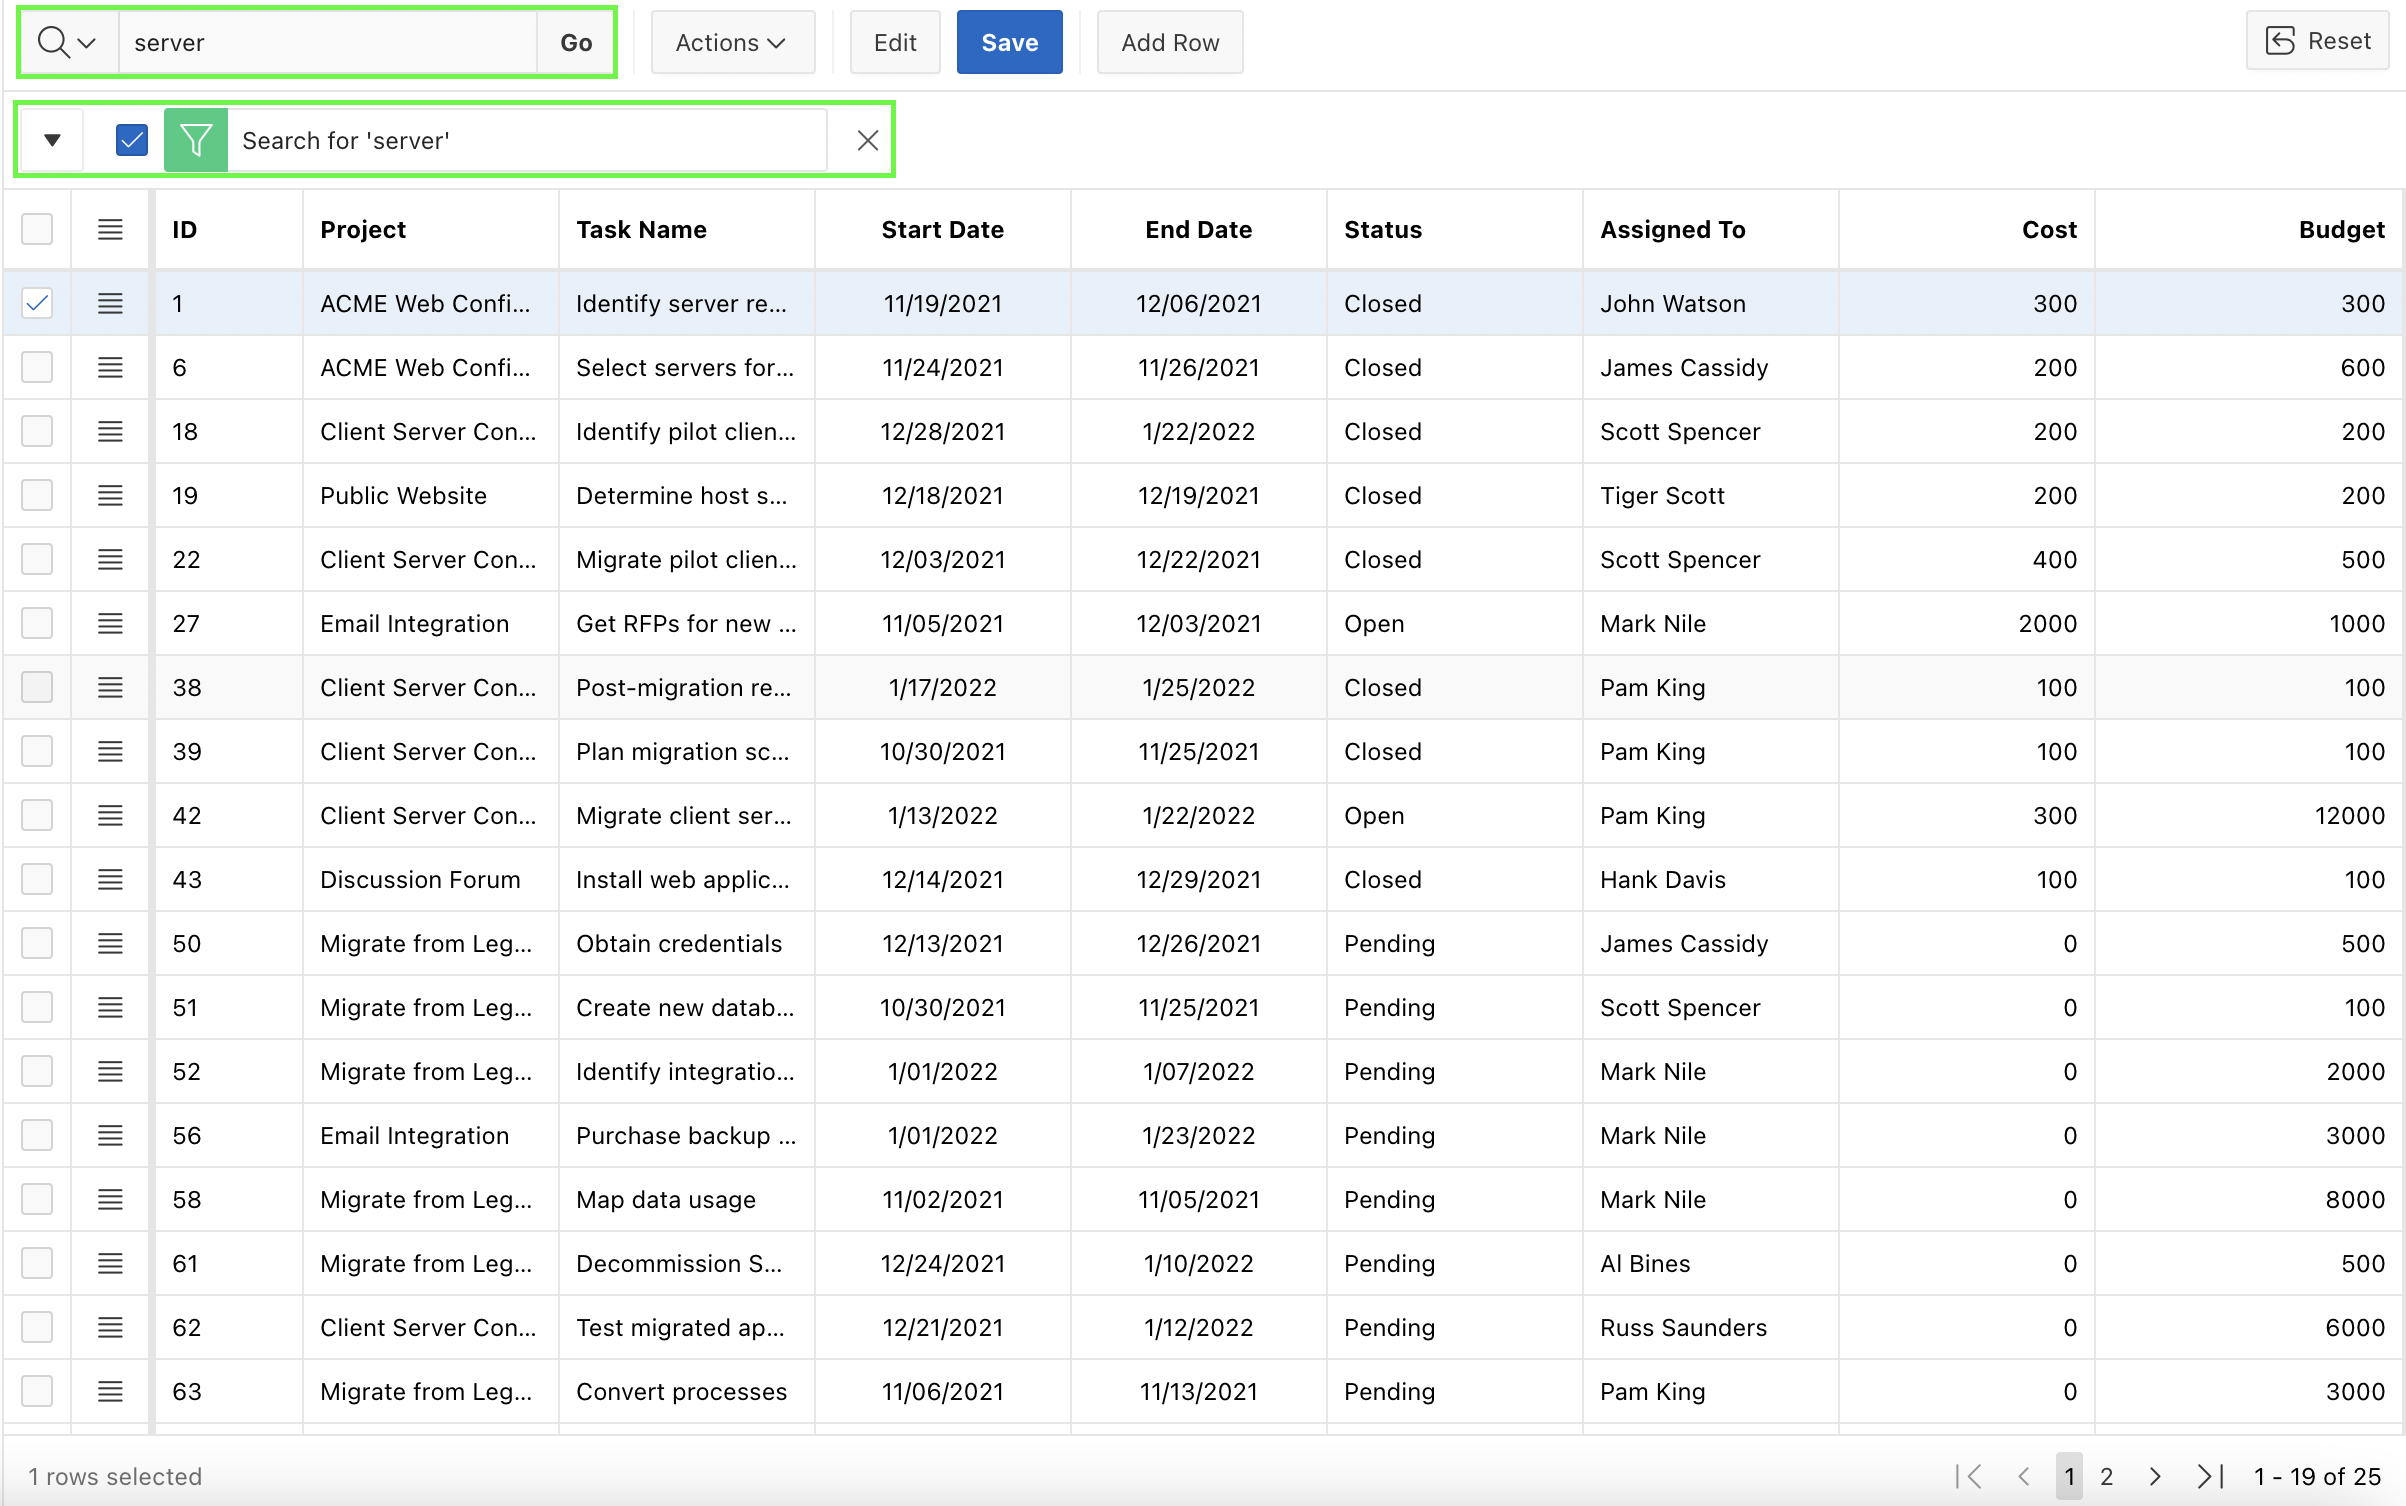 server Go Actions Edit Save Add Row Reset
Search for 'server'
ID Project Task Name Start Date End Date Status Assigned To Cost Budget
1 ACME Web Confi... Identify server re... 11/19/2021 12/06/2021 Closed John Watson 300 300
6 ACME Web Confi... Select servers for... 11/24/2021 11/26/2021 Closed James Cassidy 200 600
18 Client Server Con... Identify pilot clien... 12/28/2021 1/22/2022 Closed Scott Spencer 200 200
19 Public Website Determine host s... 12/18/2021 12/19/2021 Closed Tiger Scott 200 200
22 Client Server Con... Migrate pilot clien... 12/03/2021 12/22/2021 Closed Scott Spencer 400 500
27 Email Integration Get RFPs for new ... 11/05/2021 12/03/2021 Open Mark Nile 2000 1000
38 Client Server Con... Post-migration re... 1/17/2022 1/25/2022 Closed Pam King 100 100
39 Client Server Con... Plan migration sc... 10/30/2021 11/25/2021 Closed Pam King 100 100
42 Client Server Con... Migrate client ser... 1/13/2022 1/22/2022 Open Pam King 300 12000
43 Discussion Forum Install web applic... 12/14/2021 12/29/2021 Closed Hank Davis 100 100
50 Migrate from Leg... Obtain credentials 12/13/2021 12/26/2021 Pending James Cassidy 0 500
51 Migrate from Leg... Create new datab... 10/30/2021 11/25/2021 Pending Scott Spencer 0 100
52 Migrate from Leg... Identify integratio... 1/01/2022 1/07/2022 Pending Mark Nile 0 2000
56 Email Integration Purchase backup ... 1/01/2022 1/23/2022 Pending Mark Nile 0 3000
58 Migrate from Leg... Map data usage 11/02/2021 11/05/2021 Pending Mark Nile 0 8000
61 Migrate from Leg... Decommission S... 12/24/2021 1/10/2022 Pending Al Bines 0 500
62 Client Server Con... Test migrated ap... 12/21/2021 1/12/2022 Pending Russ Saunders 0 6000
63 Migrate from Leg... Convert processes 11/06/2021 11/13/2021 Pending Pam King 0 3000
1 rows selected 1 2 1 - 19 of 25